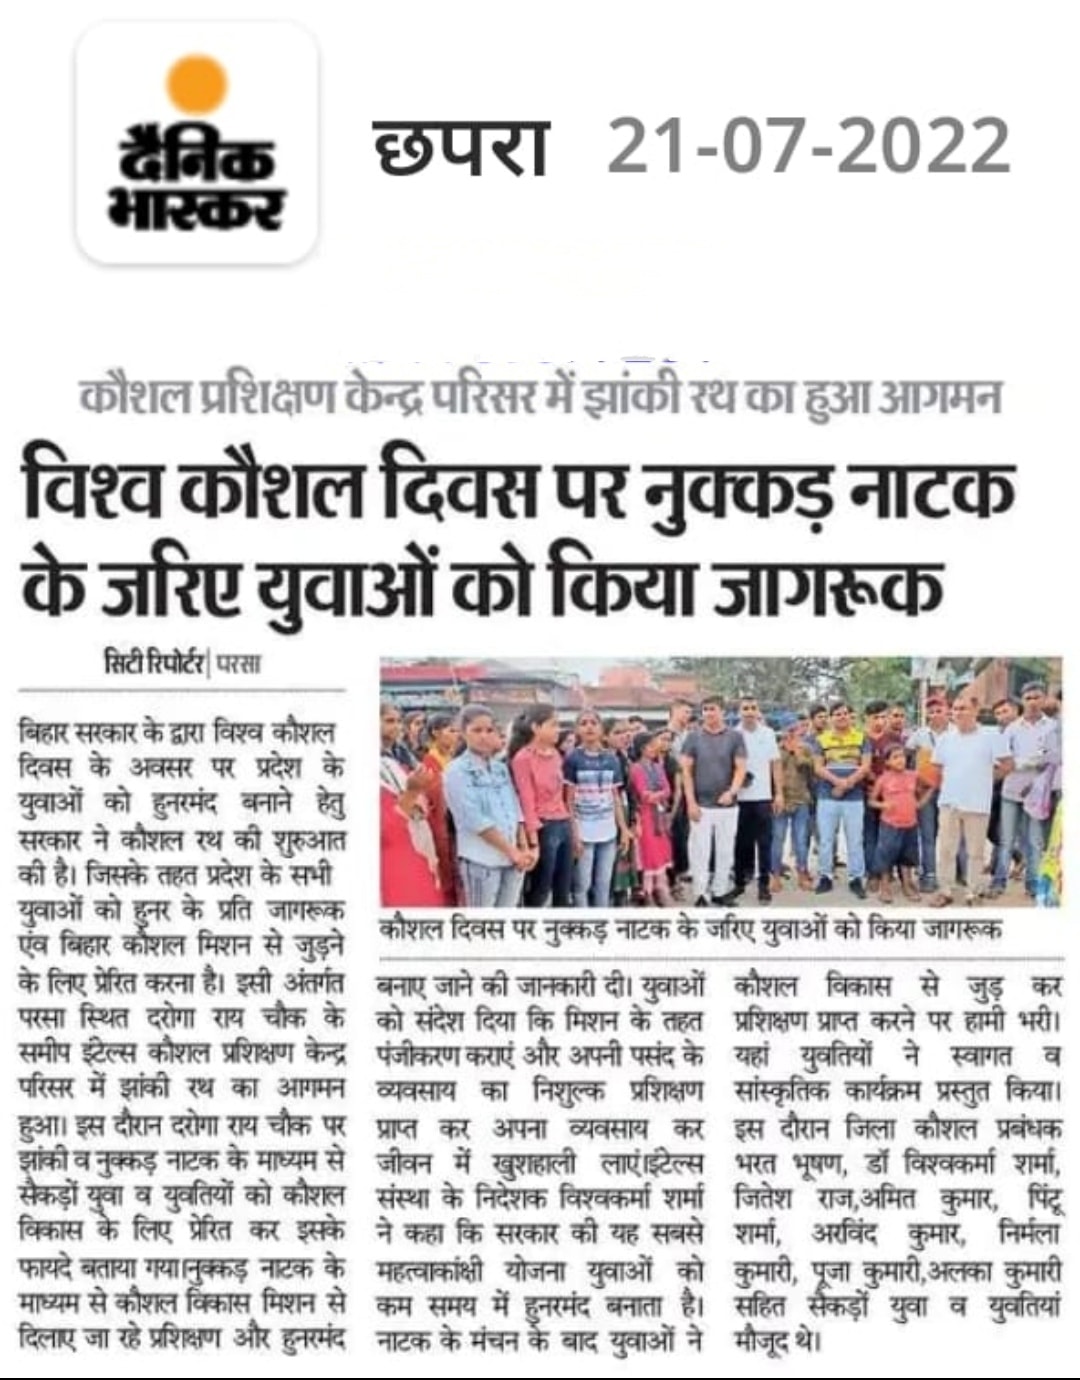 दैनिक
भास्कर
छपरा 21-07-2022
कौशल प्रशिक्षण केन्द्र परिसर में झांकी रथ का हुआ आगमन
विश्व कौशल दिवस पर नुक्कड़ नाटक
के जरिए युवाओं को किया जागरूक
सिटी रिपोर्टर| परसा
बिहार सरकार के द्वारा विश्व कौशल
दिवस के अवसर पर प्रदेश के
युवाओं को हुनरमंद बनाने हेतु
सरकार ने कौशल रथ की शुरुआत
की है। जिसके तहत प्रदेश के सभी
युवाओं को हुनर के प्रति जागरूक
एंव बिहार कौशल मिशन से जुड़ने
के लिए प्रेरित करना है। इसी अंतर्गत
परसा स्थित दरोगा राय चौक के
समीप इंटेल्स कौशल प्रशिक्षण केन्द्र
परिसर में झांकी रथ का आगमन
हुआ। इस दौरान दरोगा राय चौक पर
झांकी व नुक्कड़ नाटक के माध्यम से
सैकड़ों युवा व युवतियों को कौशल
विकास के लिए प्रेरित कर इसके
फायदे बताया गया।नुक्कड़ नाटक के
माध्यम से कौशल विकास मिशन से
दिलाए जा रहे प्रशिक्षण और हुनरमंद
कौशल दिवस पर नुक्कड़ नाटक के जरिए युवाओं को किया जागरूक
बनाए जाने की जानकारी दी। युवाओं
को संदेश दिया कि मिशन के तहत
पंजीकरण कराएं और अपनी पसंद के
व्यवसाय का निशुल्क प्रशिक्षण
प्राप्त कर अपना व्यवसाय कर
जीवन में खुशहाली लाएं।इंटेल्स
संस्था के निदेशक विश्वकर्मा शर्मा
ने कहा कि सरकार की यह सबसे
महत्वाकांक्षी योजना युवाओं को
कम समय में हुनरमंद बनाता है।
नाटक के मंचन के बाद युवाओं ने
कौशल विकास से जुड़ कर
प्रशिक्षण प्राप्त करने पर हामी भरी।
यहां युवतियों ने स्वागत व
सांस्कृतिक कार्यक्रम प्रस्तुत किया।
इस दौरान जिला कौशल प्रबंधक
भरत भूषण, डॉ विश्वकर्मा शर्मा,
जितेश राज,अमित कुमार, पिंटू
शर्मा, अरविंद कुमार, निर्मला
कुमारी, पूजा कुमारी,अलका कुमारी
सहित सैकड़ों युवा व युवतियां
मौजूद थे।